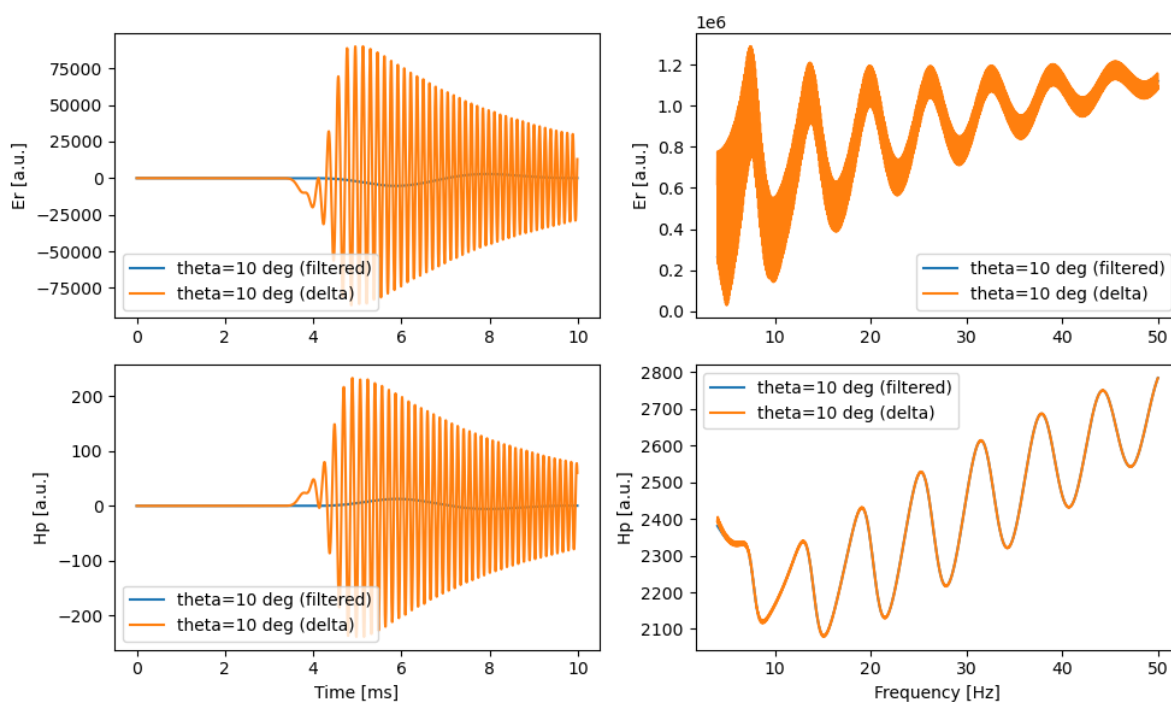 Er [a.u.]
75000
50000
25000
0
−25000
−50000
−75000
theta=10 deg (filtered)
theta=10 deg (delta)
0 2 4 6 8 10
1e6
Er [a.u.]
1.2
1.0
0.8
0.6
0.4
0.2
0.0
theta=10 deg (filtered)
theta=10 deg (delta)
10 20 30 40 50
Hp [a.u.]
200
100
0
−100
−200
theta=10 deg (filtered)
theta=10 deg (delta)
0 2 4 6 8 10
Time [ms]
Hp [a.u.]
2800
2700
2600
2500
2400
2300
2200
2100
theta=10 deg (filtered)
theta=10 deg (delta)
10 20 30 40 50
Frequency [Hz]